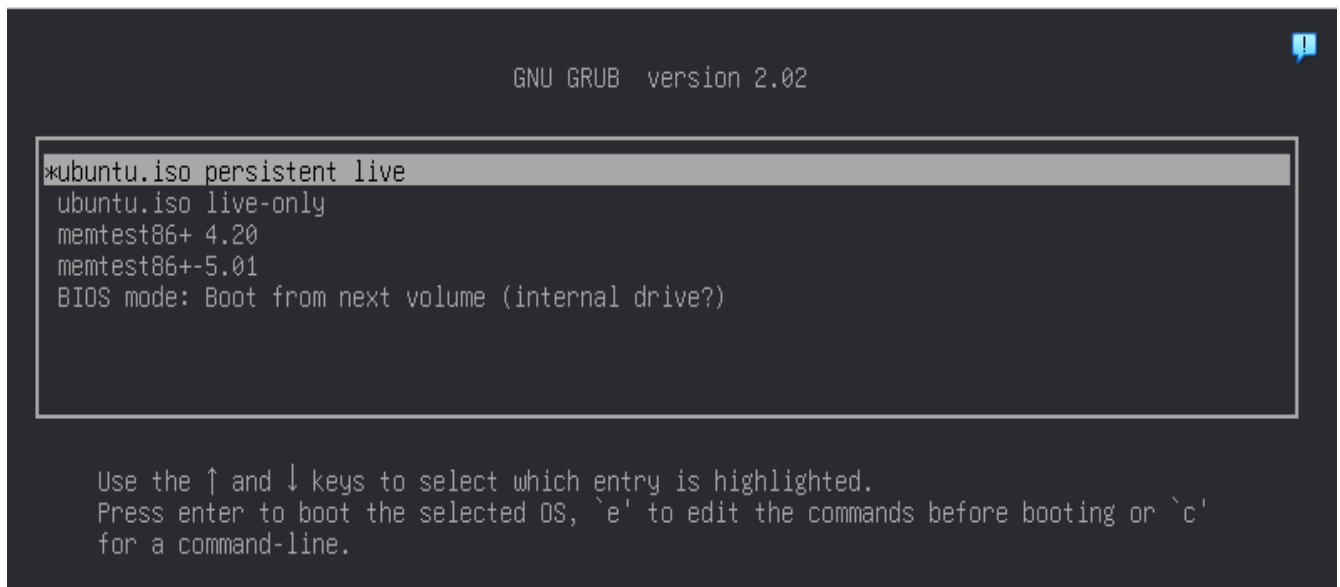 GNU GRUB version 2.02
*ubuntu.iso persistent live
ubuntu.iso live-only
memtest86+ 4.20
memtest86+-5.01
BIOS mode: Boot from next volume (internal drive?)
Use the ↑ and ↓ keys to select which entry is highlighted.
Press enter to boot the selected OS, `e' to edit the commands before booting or `c'
for a command-line.